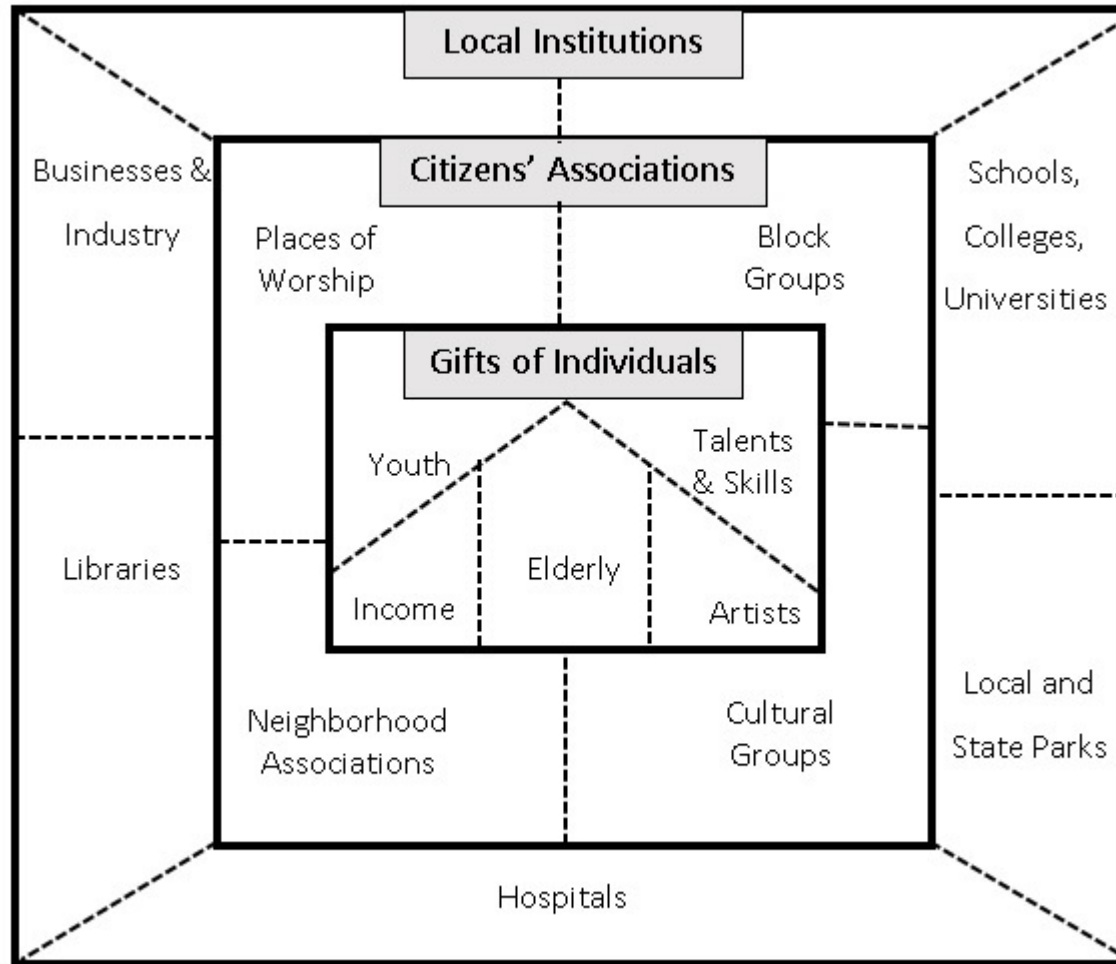 Local Institutions
Businesses &
Industry
Schools,
Colleges,
Universities
Citizens’ Associations
Places of
Worship
Block
Groups
Gifts of Individuals
Youth
Talents
& Skills
Income
Elderly
Artists
Libraries
Neighborhood
Associations
Cultural
Groups
Local and
State Parks
Hospitals